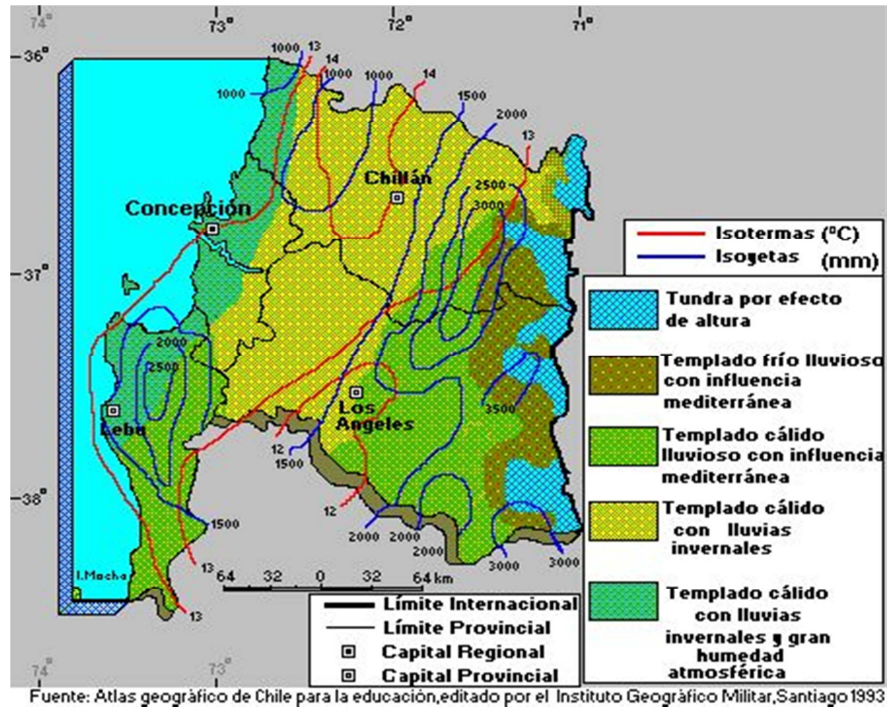 74°
73°
72°
71°
36°
37°
38°
1000
13
14
1000
1000
1000
14
1500
2000
13
2500
3000
Chillán
Concepción
2000
2500
Lebu
Los
Angeles
3500
12
1500
12
1500
2000
2000
2000
3000
3000
13
13
I.Mocha
64 32 0 32 64 km
Isotermas (ºC)
Isoyetas (mm)
Tundra por efecto
de altura
Templado frío lluvioso
con influencia
mediterránea
Templado cálido
lluvioso con influencia
mediterránea
Templado cálido
con lluvias
invernales
Templado cálido
con lluvias
invernales y gran
humedad
atmosférica
Límite Internacional
Límite Provincial
Capital Regional
Capital Provincial
74°
73°
72°
71°
Fuente: Atlas geográfico de Chile para la educación,editado por el Instituto Geográfico Militar,Santiago1993